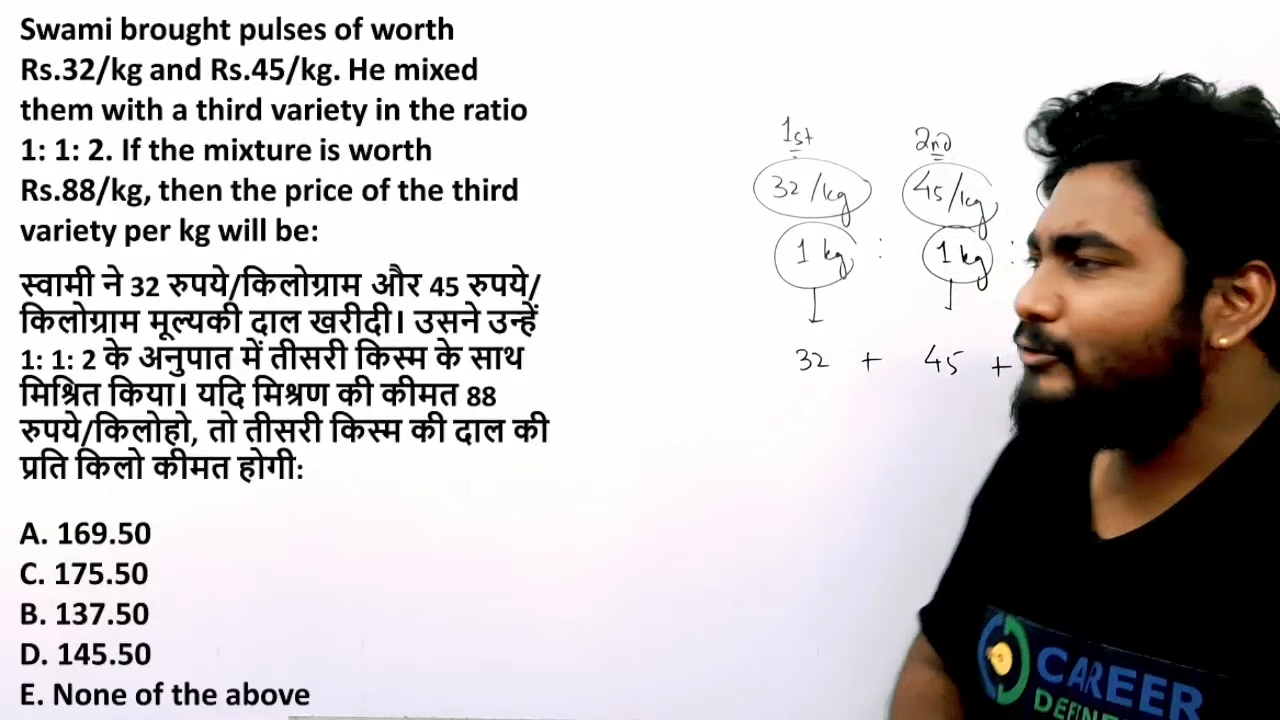 Swami brought pulses of worth
Rs.32/kg and Rs.45/kg. He mixed
them with a third variety in the ratio
1: 1: 2. If the mixture is worth
Rs.88/kg, then the price of the third
variety per kg will be:
स्वामी ने 32 रुपये/किलोग्राम और 45 रुपये/
किलोग्राम मूल्यकी दाल खरीदी। उसने उन्हें
1: 1: 2 के अनुपात में तीसरी किस्म के साथ
मिश्रित किया। यदि मिश्रण की कीमत 88
रुपये/किलोहो, तो तीसरी किस्म की दाल की
प्रति किलो कीमत होगी:
A. 169.50
C. 175.50
B. 137.50
D. 145.50
E. None of the above
1st 2nd
32/kg 45/kg
1 kg : 1 kg :
32 + 45 +
CAREER